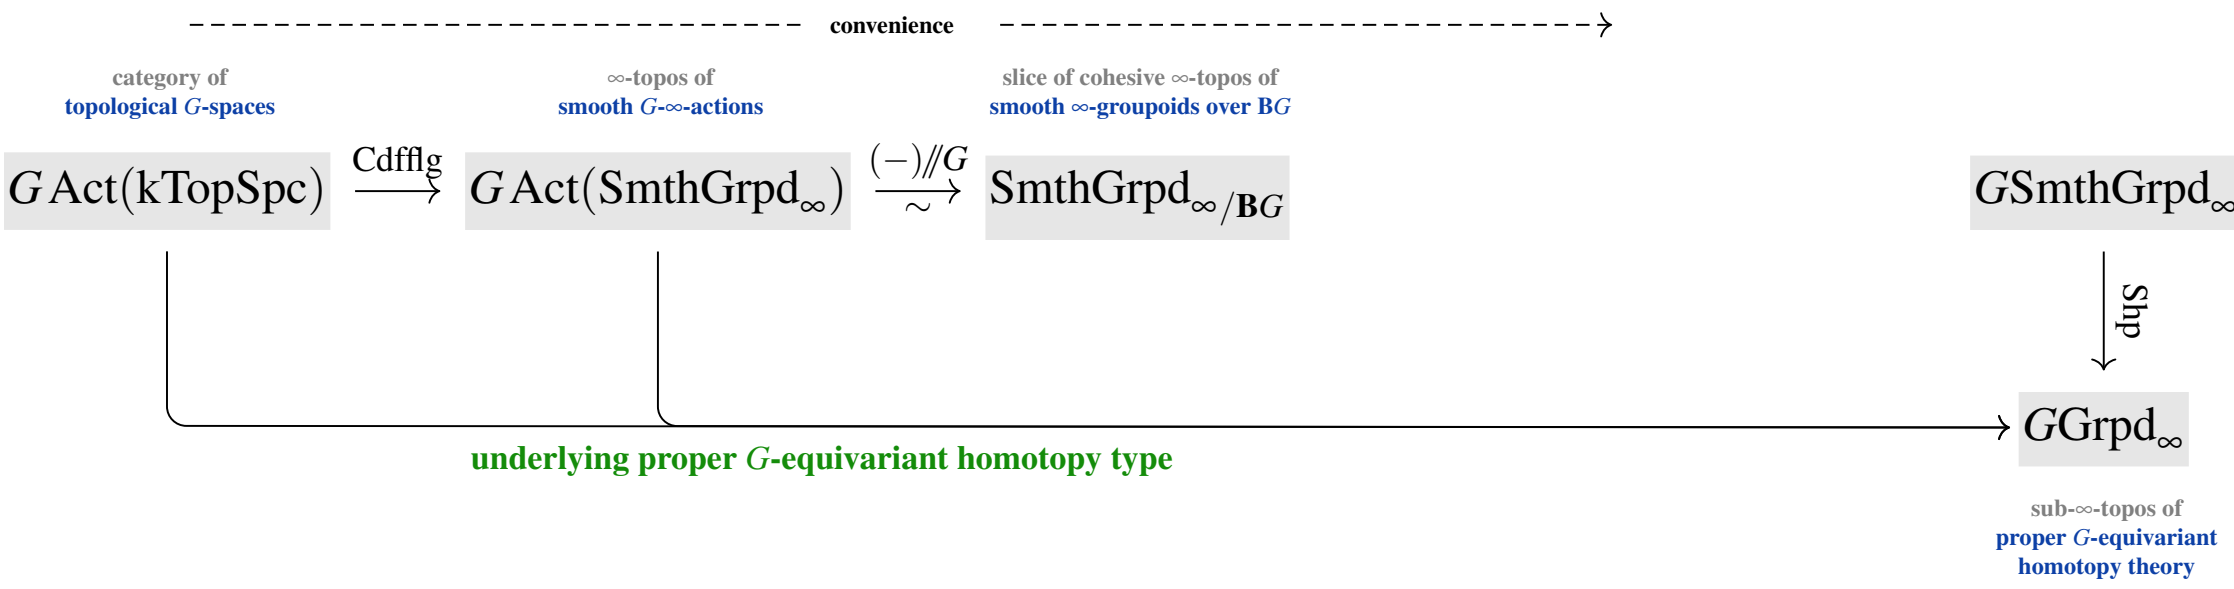 convenience
category of
topological G-spaces
∞-topos of
smooth G-∞-actions
slice of cohesive ∞-topos of
smooth ∞-groupoids over BG
G Act(kTopSpc)
Cdfflg
G Act(SmthGrpd∞)
(−)//G
∼
SmthGrpd∞/BG
GSmthGrpd∞
Shp
GGrpd∞
underlying proper G-equivariant homotopy type
sub-∞-topos of
proper G-equivariant
homotopy theory